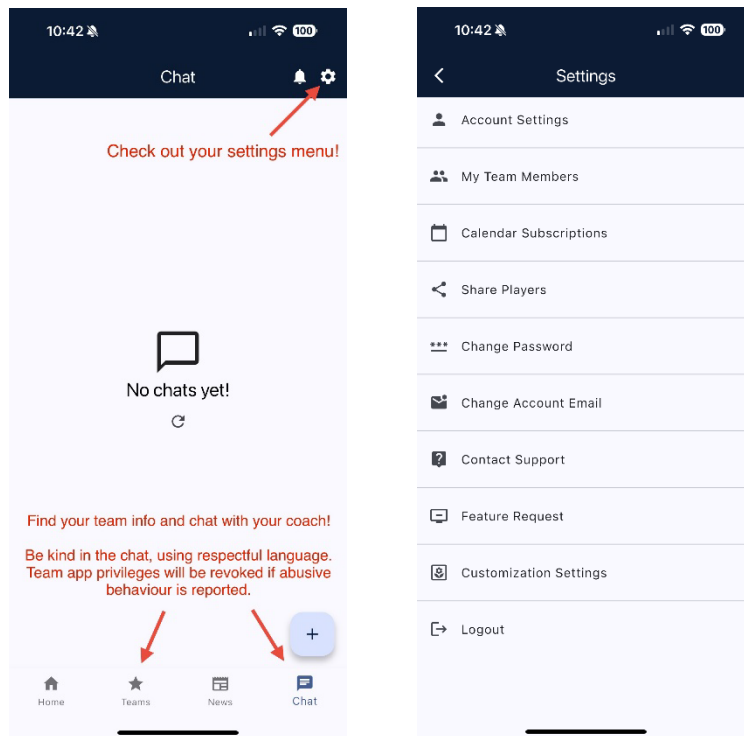 10:42
100
Chat
Check out your settings menu!
No chats yet!
Find your team info and chat with your coach!
Be kind in the chat, using respectful language.
Team app privileges will be revoked if abusive
behaviour is reported.
+
Home
Teams
News
Chat
10:42
100
Settings
Account Settings
My Team Members
Calendar Subscriptions
Share Players
Change Password
Change Account Email
Contact Support
Feature Request
Customization Settings
Logout